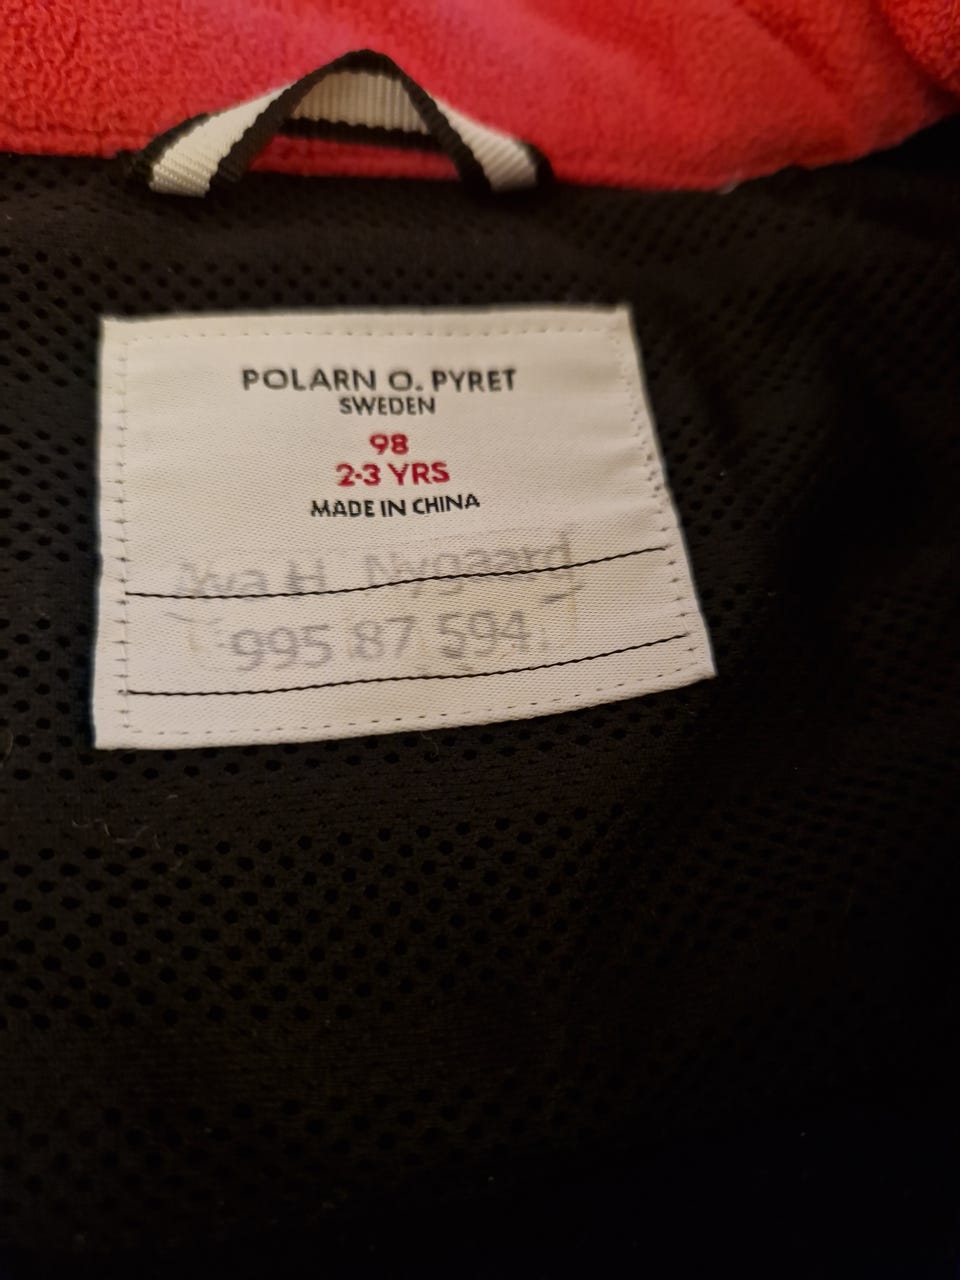 POLARN O. PYRET
SWEDEN
98
2-3 YRS
MADE IN CHINA
H Nygaard
995 87 594